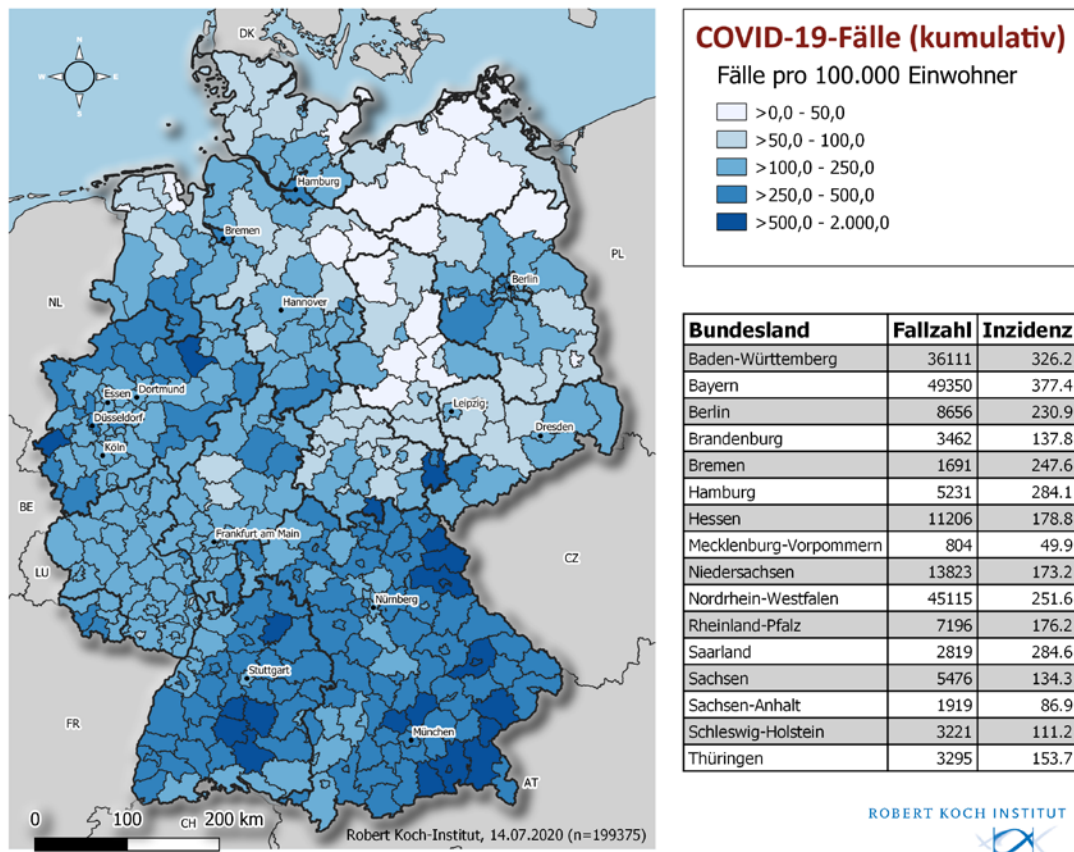 COVID-19-Fälle (kumulativ)
Fälle pro 100.000 Einwohner
>0,0 - 50,0
>50,0 - 100,0
>100,0 - 250,0
>250,0 - 500,0
>500,0 - 2.000,0
N
W E
S
DK
Hamburg
Bremen
PL
Berlin
NL
Hannover
Essen Dortmund
Düsseldorf
Leipzig
Dresden
Köln
BE
Frankfurt am Main
CZ
LU
Nürnberg
Stuttgart
FR
München
AT
0 100 200 km
CH
Robert Koch-Institut, 14.07.2020 (n=199375)
Bundesland Fallzahl Inzidenz
Baden-Württemberg 36111 326.2
Bayern 49350 377.4
Berlin 8656 230.9
Brandenburg 3462 137.8
Bremen 1691 247.6
Hamburg 5231 284.1
Hessen 11206 178.8
Mecklenburg-Vorpommern 804 49.9
Niedersachsen 13823 173.2
Nordrhein-Westfalen 45115 251.6
Rheinland-Pfalz 7196 176.2
Saarland 2819 284.6
Sachsen 5476 134.3
Sachsen-Anhalt 1919 86.9
Schleswig-Holstein 3221 111.2
Thüringen 3295 153.7
ROBERT KOCH INSTITUT